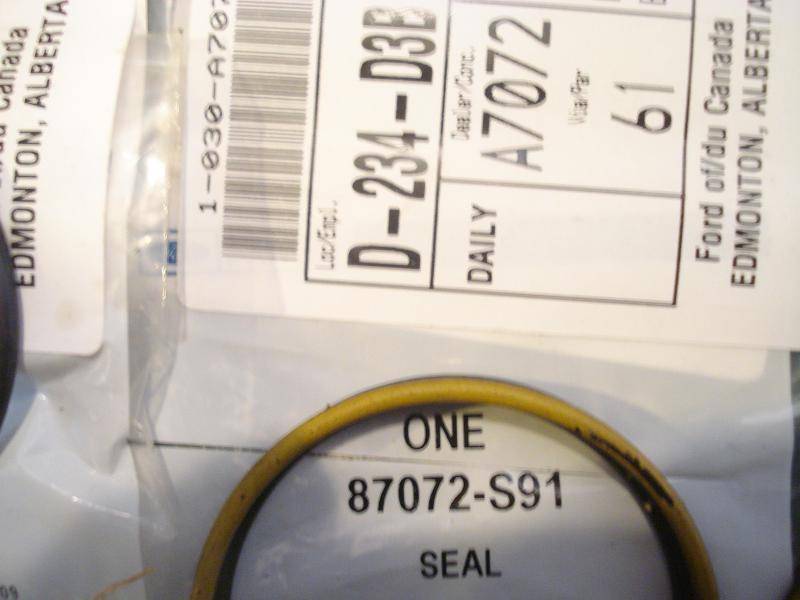 du Canada
EDMONTON, ALBERTA
1-030-A707
Loc/Empl.
D-234-D3B
Dealer/Conc.
A7072
DAILY
61
Ford of/du Canada
EDMONTON, ALBERTA
ONE
87072-S91
SEAL